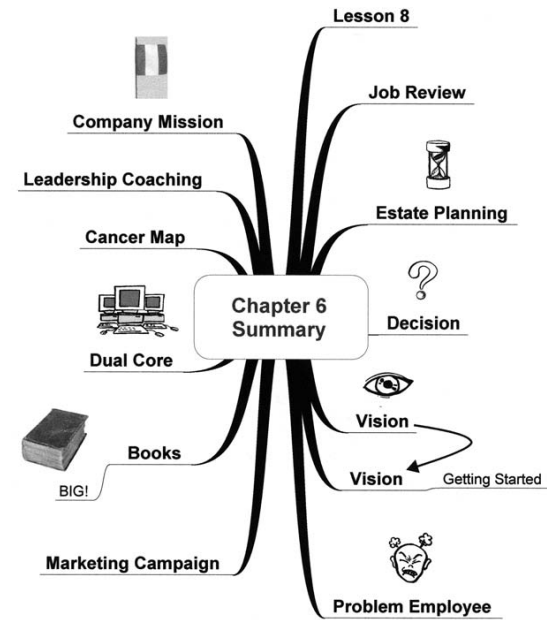 Lesson 8
Job Review
Company Mission
Leadership Coaching
Estate Planning
Cancer Map
Chapter 6
Summary
Decision
Dual Core
Vision
Books
Vision
Getting Started
BIG!
Marketing Campaign
Problem Employee